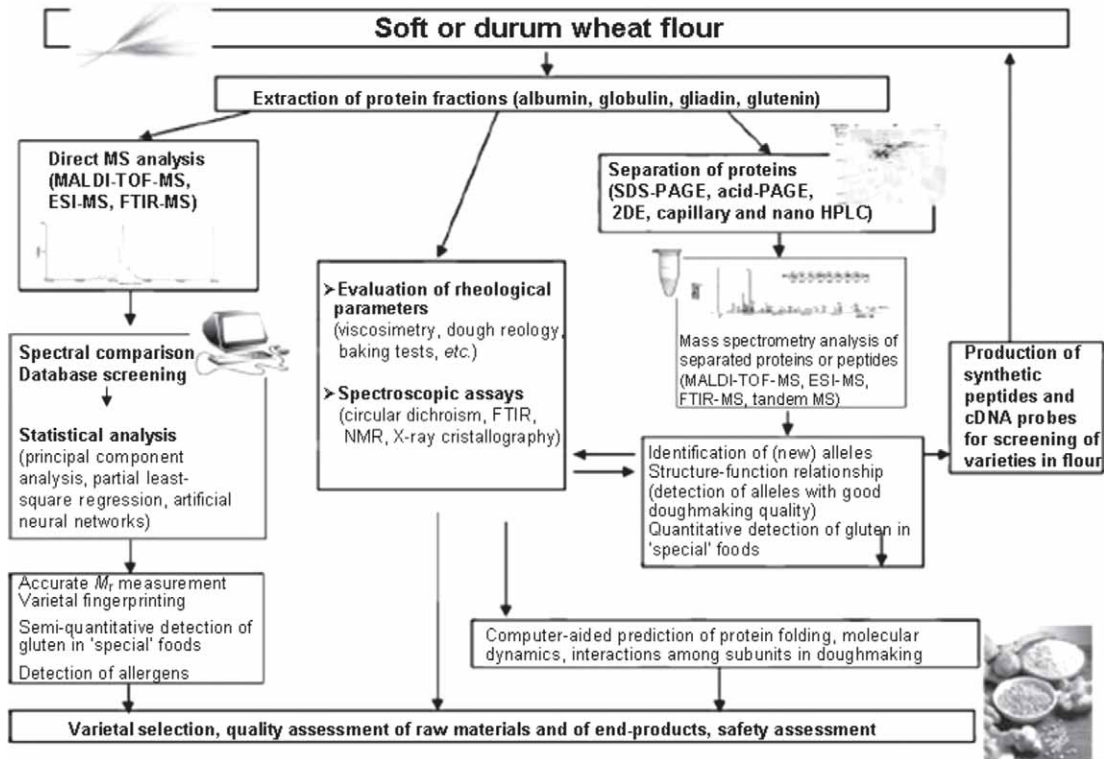 Soft or durum wheat flour
Extraction of protein fractions (albumin, globulin, gliadin, glutenin)
Direct MS analysis
(MALDI-TOF-MS,
ESI-MS, FTIR-MS)
Spectral comparison
Database screening
Statistical analysis
(principal component
analysis, partial least-
square regression, artificial
neural networks)
Accurate Mr measurement
Varietal fingerprinting
Semi-quantitative detection of
gluten in 'special' foods
Detection of allergens
➢Evaluation of rheological
parameters
(viscosimetry, dough reology,
baking tests, etc.)
➢Spectroscopic assays
(circular dichroism, FTIR,
NMR, X-ray cristallography)
Separation of proteins
(SDS-PAGE, acid-PAGE,
2DE, capillary and nano HPLC)
Mass spectrometry analysis of
separated proteins or peptides
(MALDI-TOF-MS, ESI-MS,
FTIR-MS, tandem MS)
Identification of (new) alleles
Structure-function relationship
(detection of alleles with good
doughmaking quality)
Quantitative detection of gluten in
'special' foods
Production of
synthetic
peptides and
cDNA probes
for screening of
varieties in flour
Computer-aided prediction of protein folding, molecular
dynamics, interactions among subunits in doughmaking
Varietal selection, quality assessment of raw materials and of end-products, safety assessment